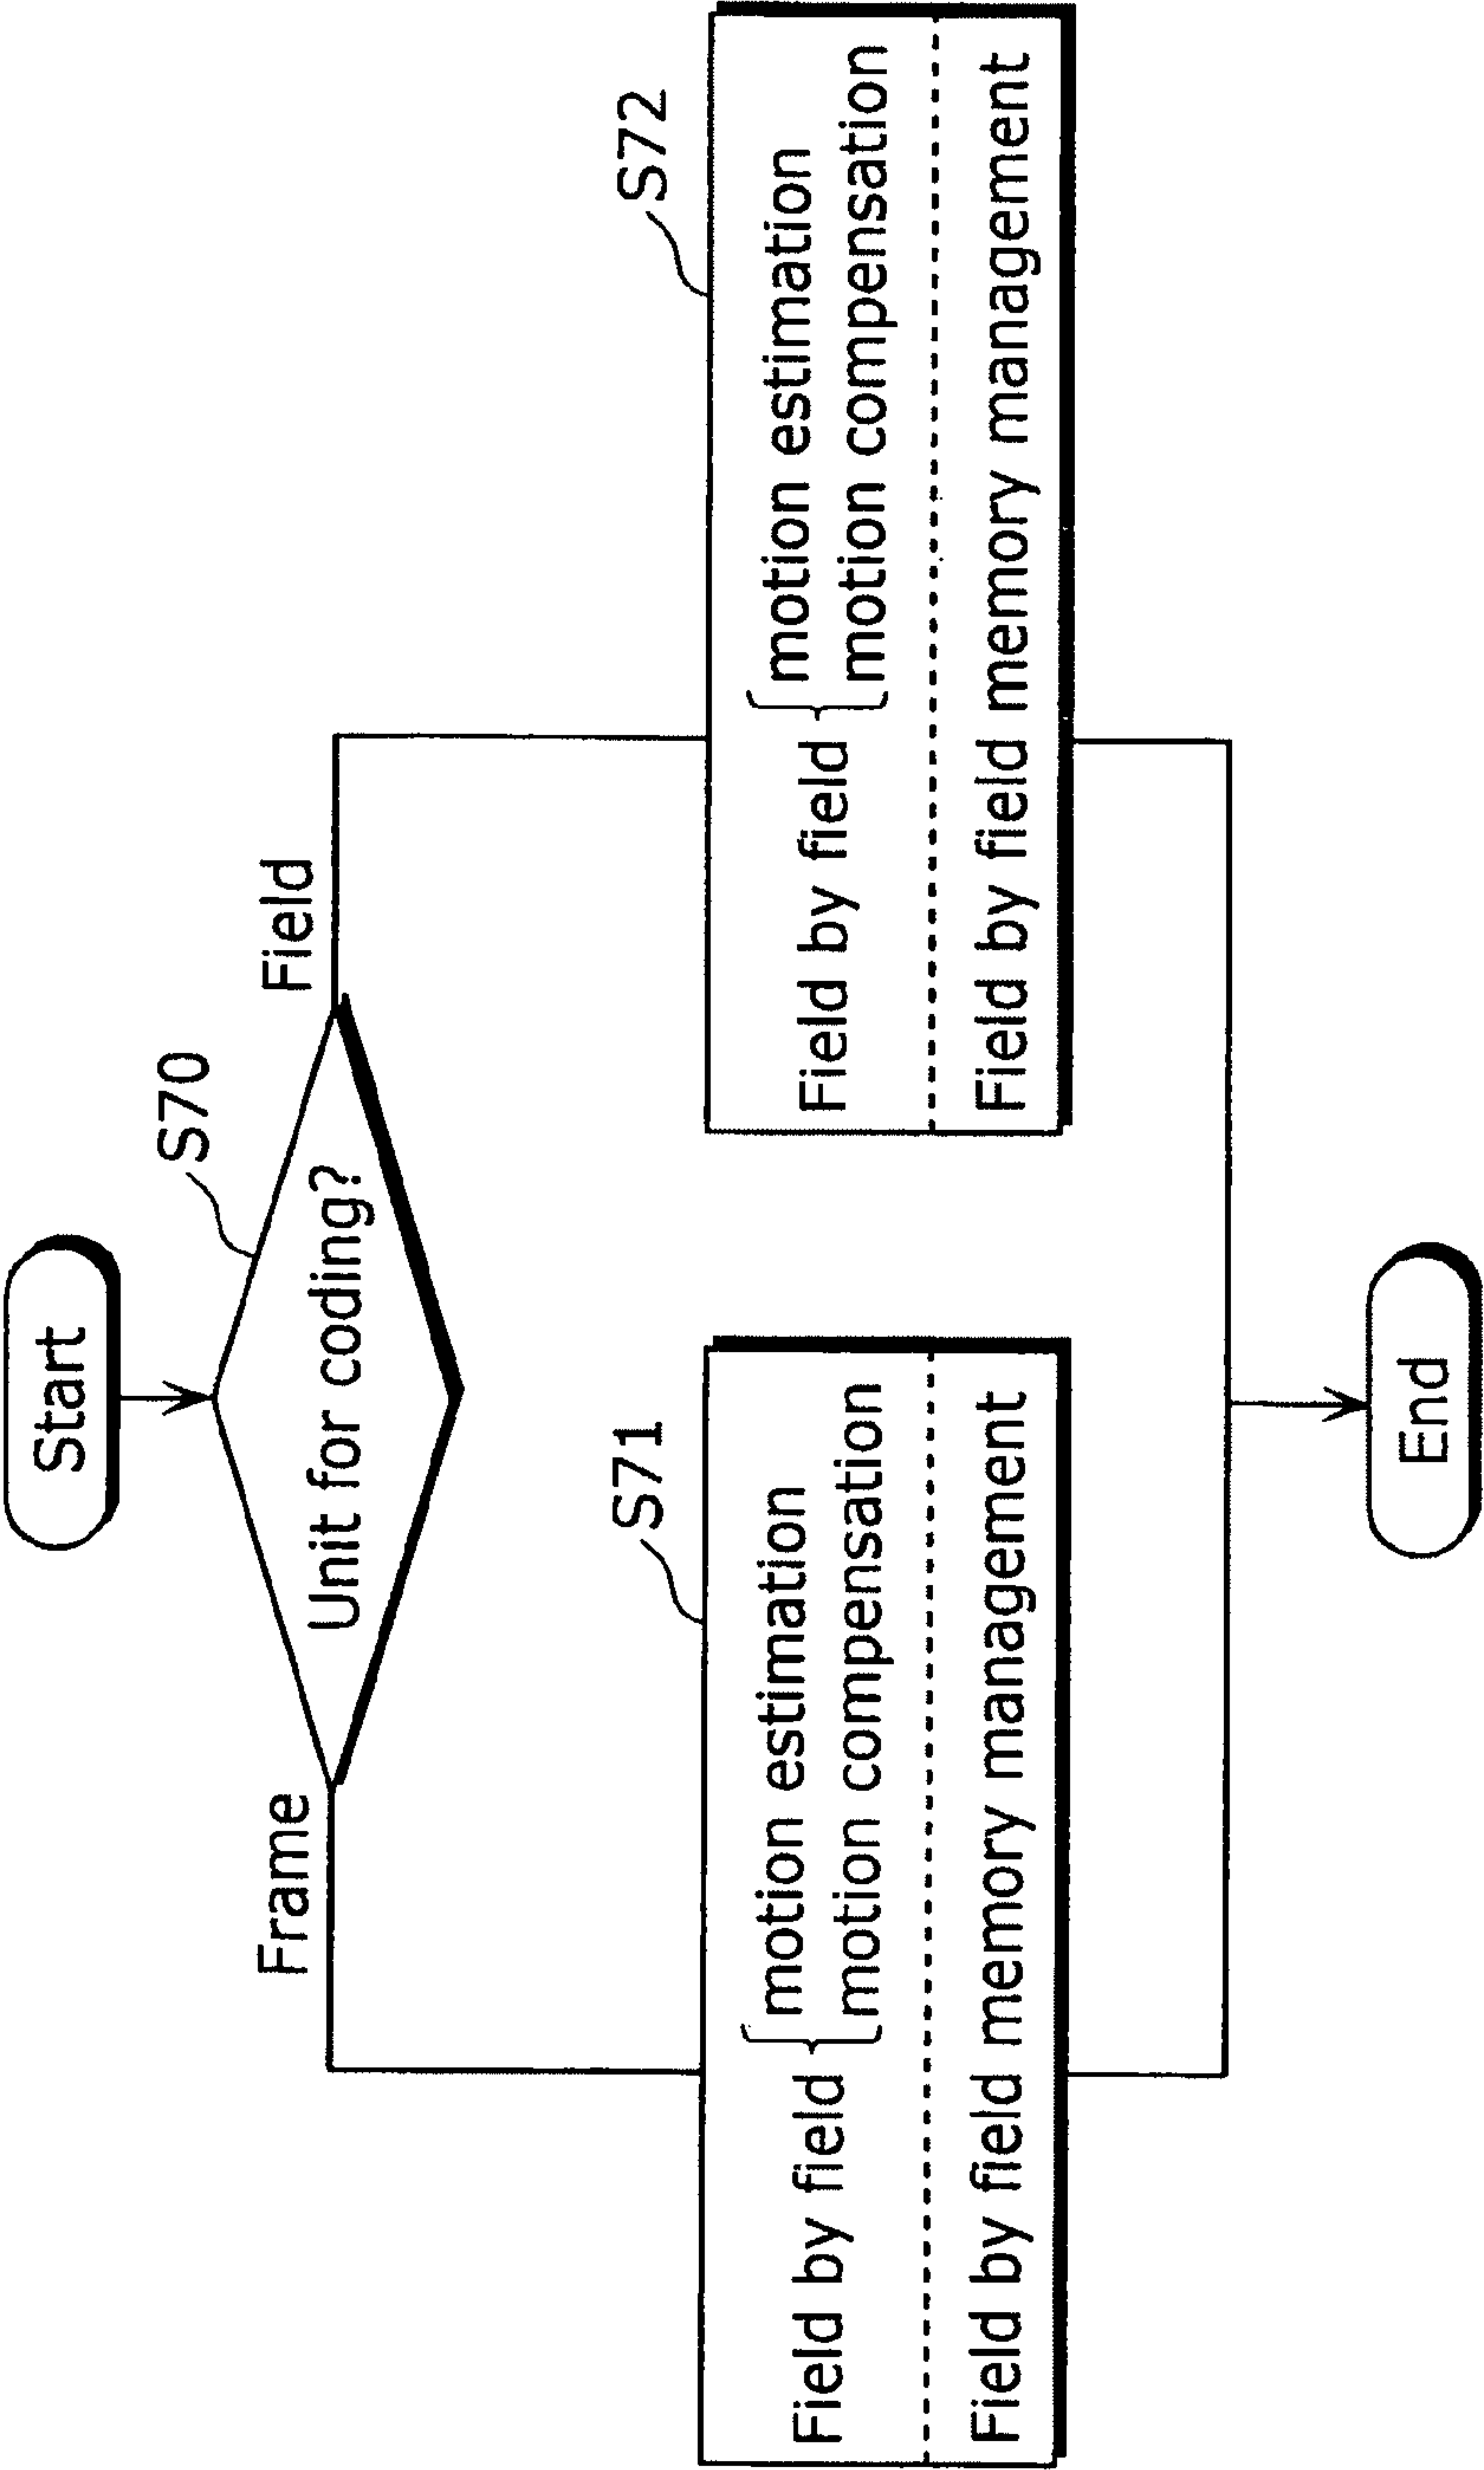 Start
S70
Unit for coding?
Frame
Field
S71
Field by field
motion estimation
motion compensation
Field by field memory management
S72
Field by field
motion estimation
motion compensation
Field by field memory management
End